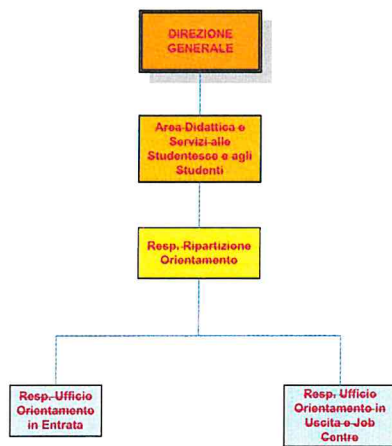 DIREZIONE
GENERALE
Area Didattica e
Servizi alle
Studentesse e agli
Studenti
Resp. Ripartizione
Orientamento
Resp. Ufficio
Orientamento
in Entrata
Resp. Ufficio
Orientamento in
Uscita e Job
Centre